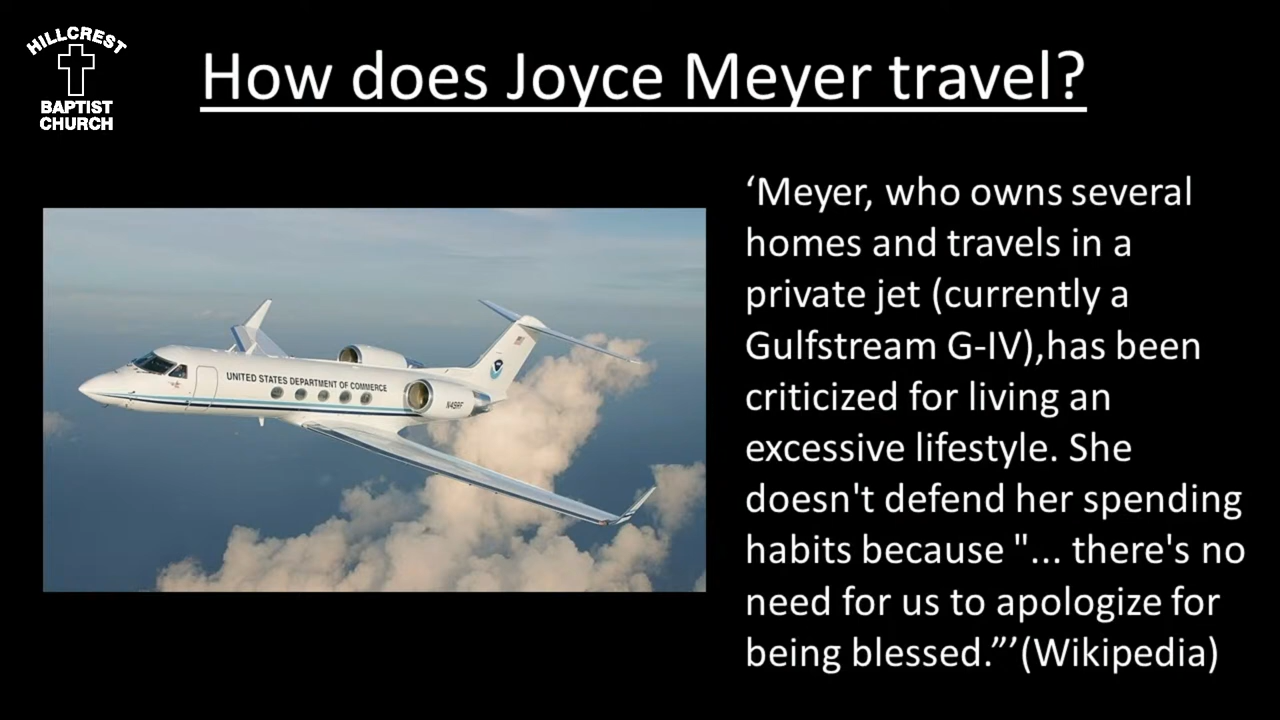 HILLCREST
BAPTIST
CHURCH
How does Joyce Meyer travel?
UNITED STATES DEPARTMENT OF COMMERCE
N49RF
‘Meyer, who owns several
homes and travels in a
private jet (currently a
Gulfstream G-IV),has been
criticized for living an
excessive lifestyle. She
doesn't defend her spending
habits because "... there's no
need for us to apologize for
being blessed.”’(Wikipedia)